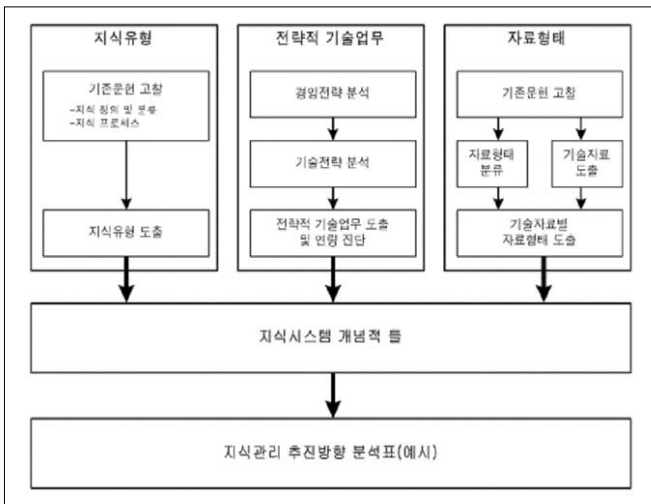 지식유형
기존문헌 고찰
-지식 정의 및 분류
-지식 프로세스
지식유형 도출
전략적 기술업무
경영전략 분석
기술전략 분석
전략적 기술업무 도출
및 역량 진단
자료형태
기존문헌 고찰
자료형태
분류
기술자료
도출
기술자료별
자료형태 도출
지식시스템 개념적 틀
지식관리 추진방향 분석표(예시)